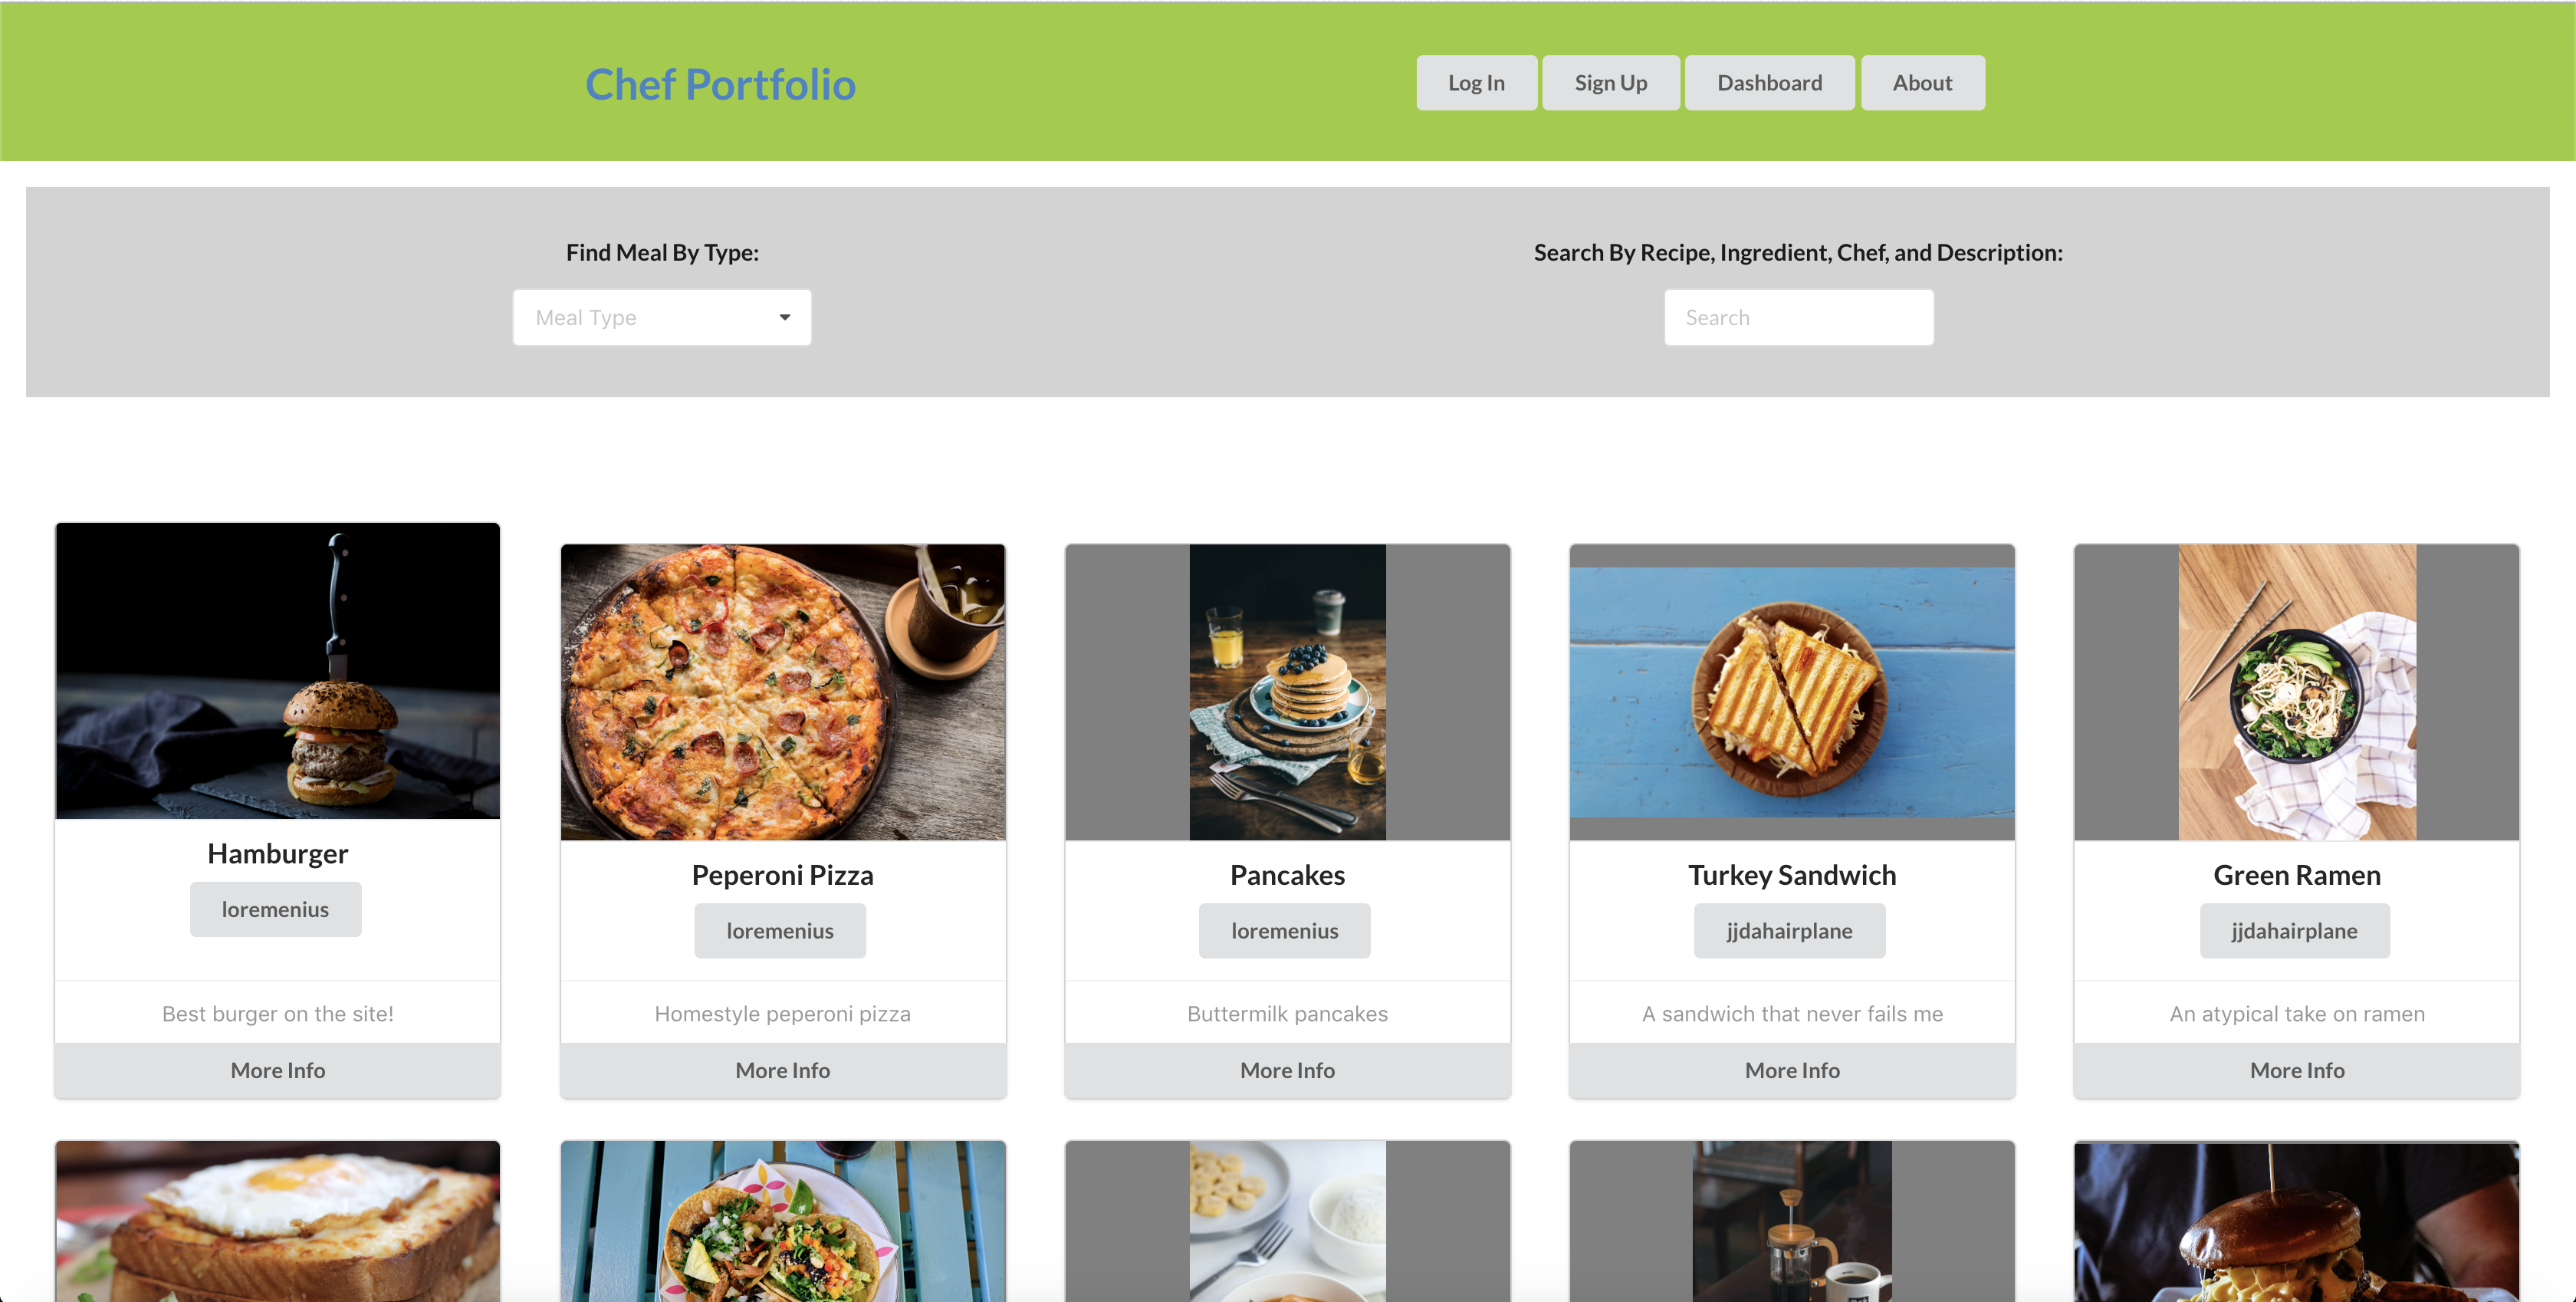 Chef Portfolio
Log In
Sign Up
Dashboard
About
Find Meal By Type:
Meal Type
Search By Recipe, Ingredient, Chef, and Description:
Search
Hamburger
loremenius
Best burger on the site!
More Info
Peperoni Pizza
loremenius
Homestyle peperoni pizza
More Info
Pancakes
loremenius
Buttermilk pancakes
More Info
Turkey Sandwich
jjdahairplane
A sandwich that never fails me
More Info
Green Ramen
jjdahairplane
An atypical take on ramen
More Info